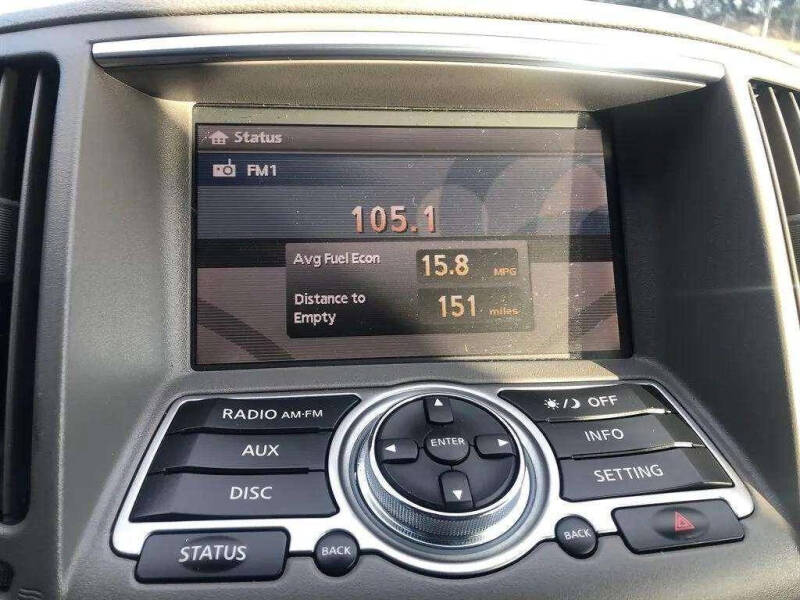 Status
FM1
105.1
Avg Fuel Econ 15.8 MPG
Distance to
Empty 151 miles
RADIO AM-FM
AUX
DISC
STATUS
BACK
ENTER
OFF
INFO
SETTING
BACK